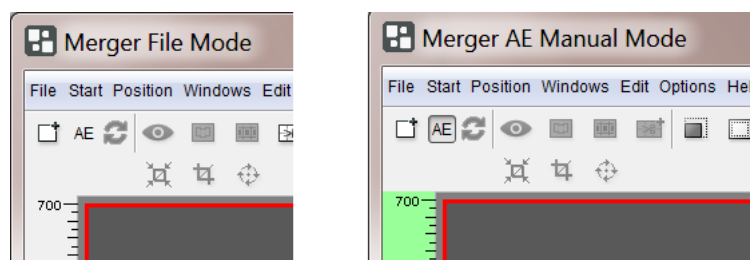 Merger File Mode
File Start Position Windows Edit
AE
700
Merger AE Manual Mode
File Start Position Windows Edit Options Hel
AE
700